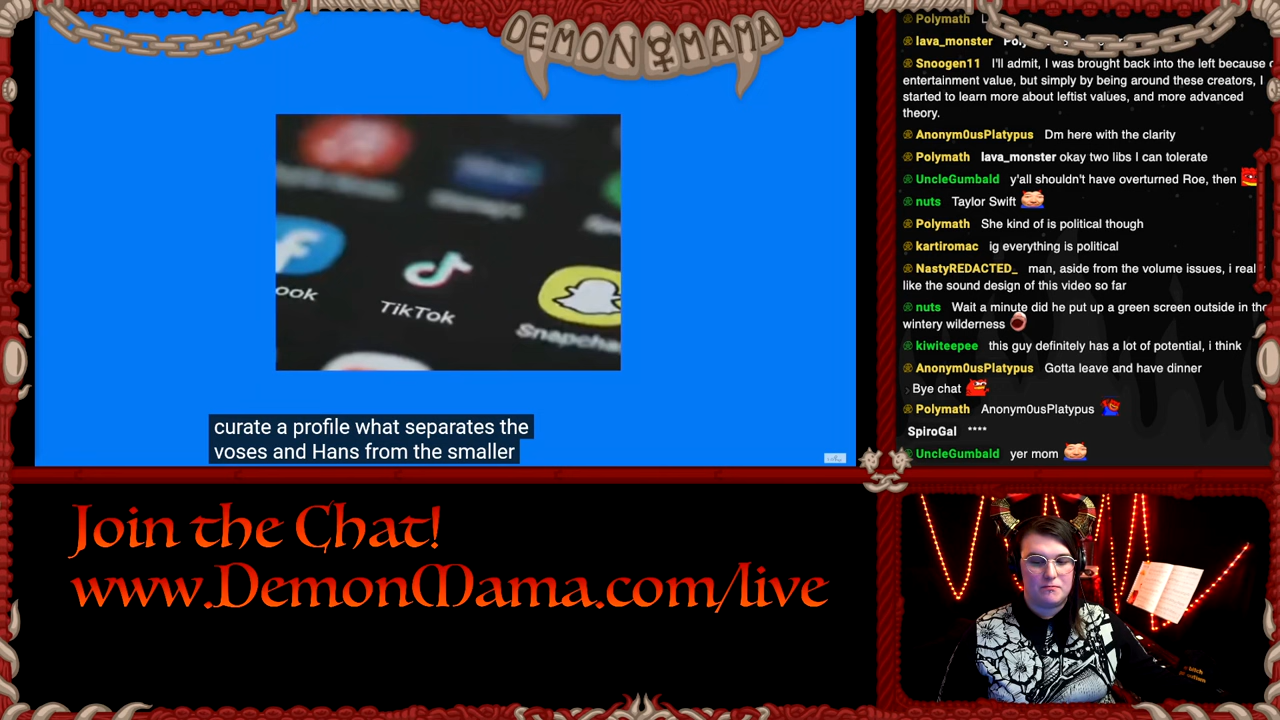 DEMON MAMA
ook
TikTok
Snapcha
curate a profile what separates the
voses and Hans from the smaller
Join the Chat!
www.DemonMama.com/live
Polymath L
lava_monster
Snoogen11 I'll admit, I was brought back into the left because
entertainment value, but simply by being around these creators, I
started to learn more about leftist values, and more advanced
theory.
Anonym0usPlatypus Dm here with the clarity
Polymath lava_monster okay two libs I can tolerate
UncleGumbald y'all shouldn't have overturned Roe, then
nuts Taylor Swift
Polymath She kind of is political though
kartiromac ig everything is political
NastyREDACTED_ man, aside from the volume issues, i real
like the sound design of this video so far
nuts Wait a minute did he put up a green screen outside in the
wintery wilderness
kiwiteepee this guy definitely has a lot of potential, i think
Anonym0usPlatypus Gotta leave and have dinner
Bye chat
Polymath Anonym0usPlatypus
SpiroGal ****
UncleGumbald yer mom